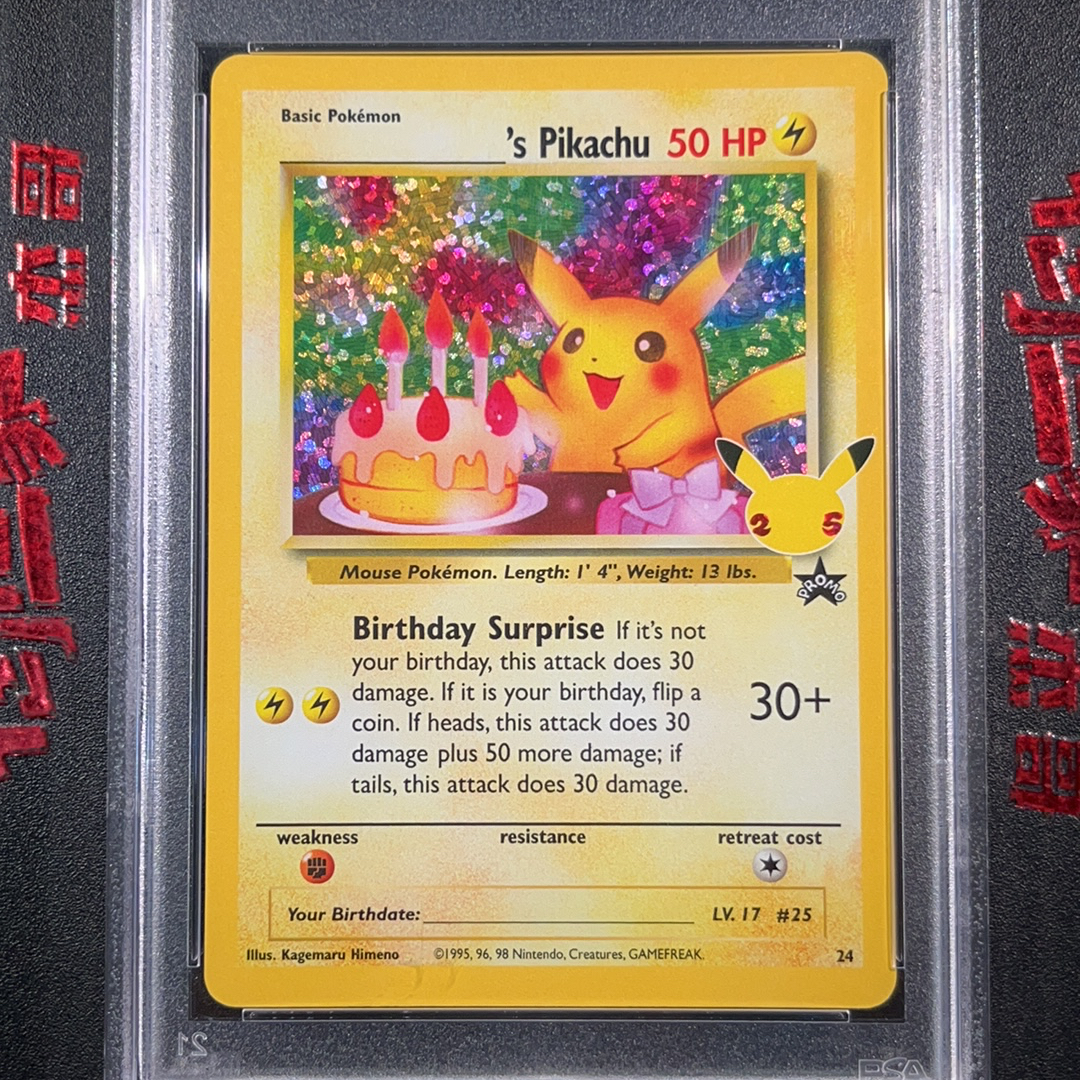 Basic Pokémon
's Pikachu 50 HP
2 5
Mouse Pokémon. Length: 1' 4", Weight: 13 lbs.
PROMO
Birthday Surprise If it's not
your birthday, this attack does 30
damage. If it is your birthday, flip a
coin. If heads, this attack does 30
damage plus 50 more damage; if
tails, this attack does 30 damage.
30+
weakness resistance retreat cost
Your Birthdate: LV. 17 #25
Illus. Kagemaru Himeno ©1995, 96, 98 Nintendo, Creatures, GAMEFREAK. 24
21 PSA